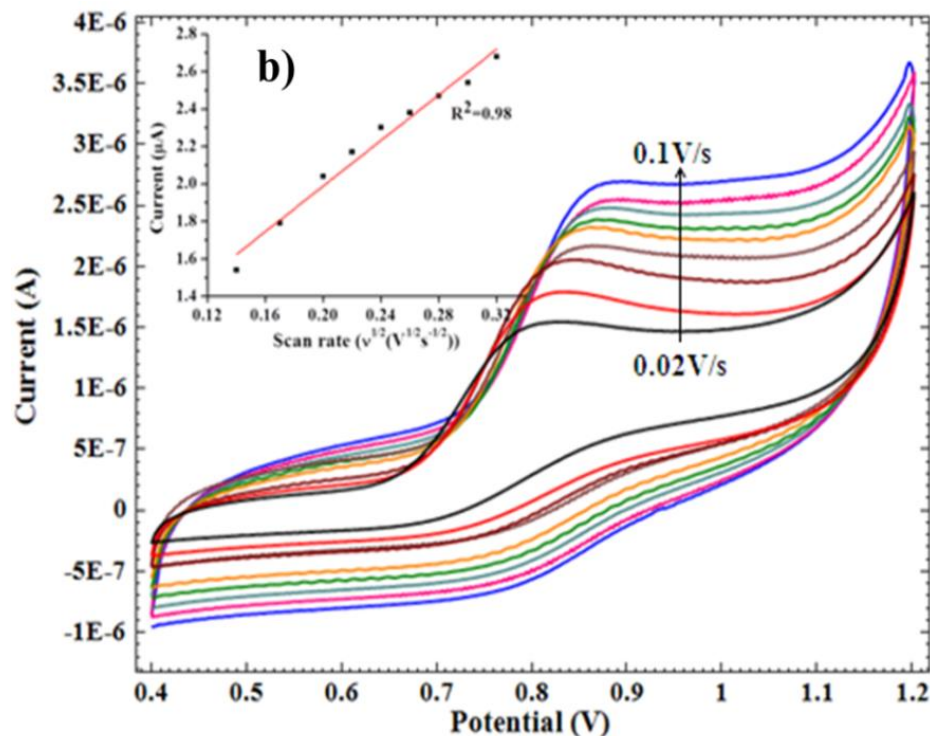 b)
2.8
2.6
2.4
2.2
2.0
1.8
1.6
1.4
Current (µA)
R²=0.98
0.12 0.16 0.20 0.24 0.28 0.32
Scan rate (ν^1/2(V^1/2s^-1/2))
4E-6
3.5E-6
3E-6
2.5E-6
2E-6
1.5E-6
1E-6
5E-7
0
-5E-7
-1E-6
Current (A)
0.1V/s
0.02V/s
0.4 0.5 0.6 0.7 0.8 0.9 1 1.1 1.2
Potential (V)